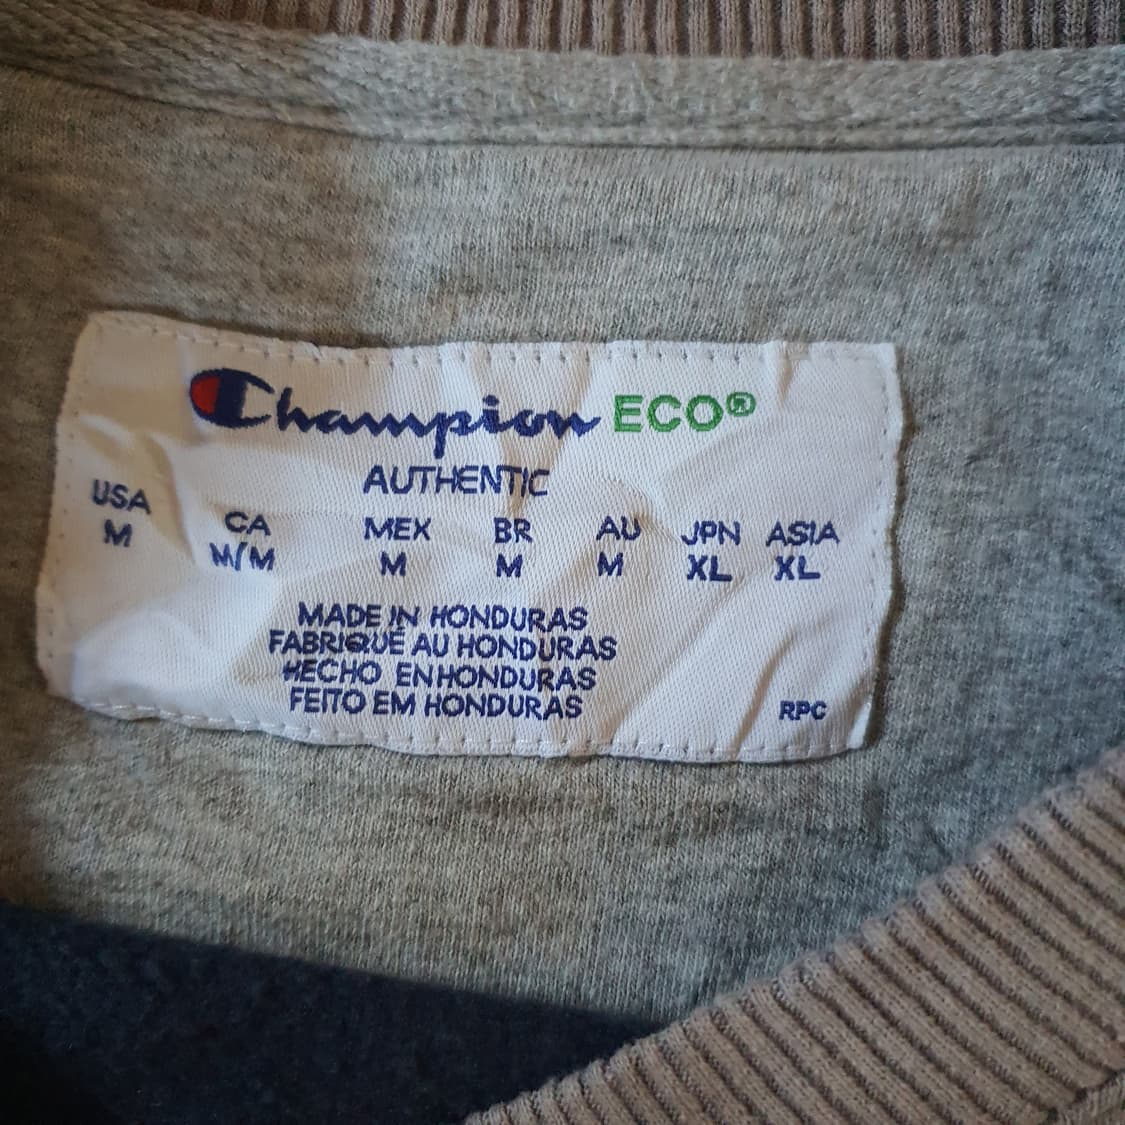 Champion ECO®
AUTHENTIC
USA CA MEX BR AU JPN ASIA
M M/M M M M XL XL
MADE IN HONDURAS
FABRIQUÉ AU HONDURAS
HECHO EN HONDURAS
FEITO EM HONDURAS
RPC